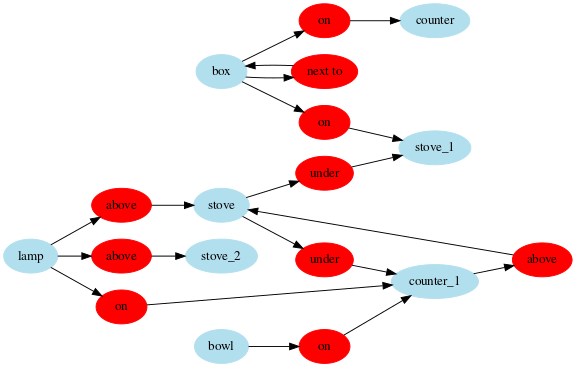 on
counter
box
next to
on
stove_1
under
above
stove
lamp
above
stove_2
under
above
counter_1
on
bowl
on